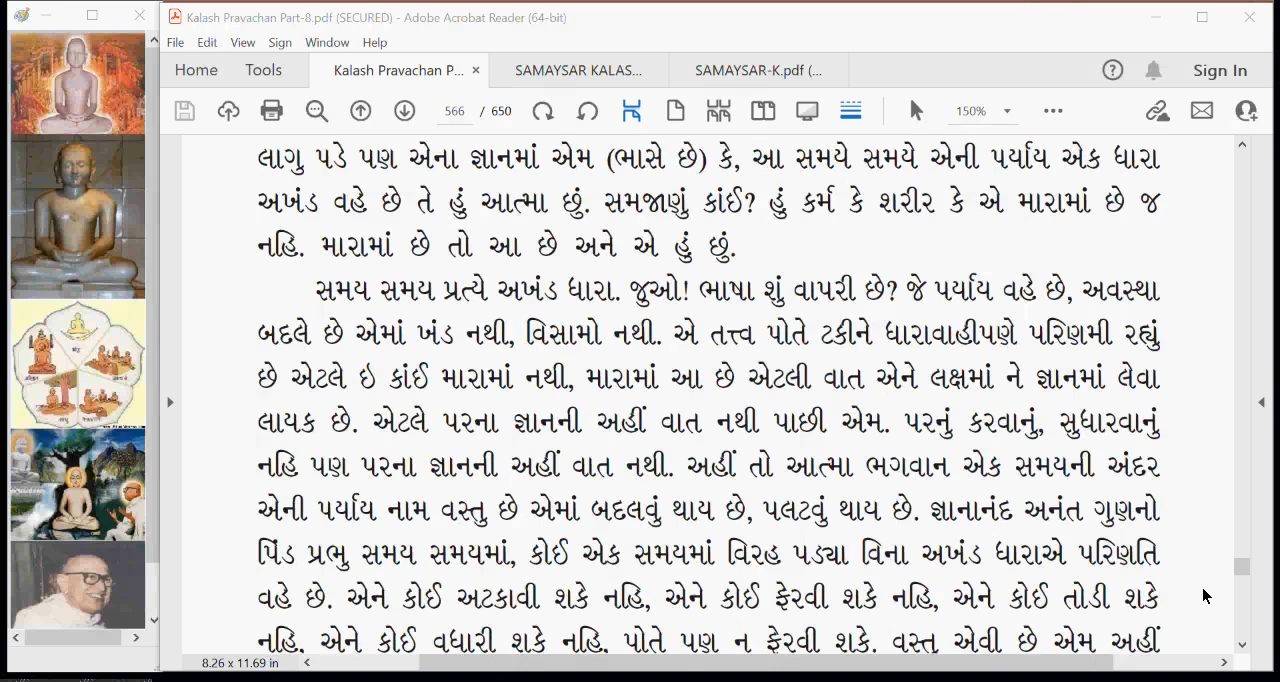 Kalash Pravachan Part-8.pdf (SECURED) - Adobe Acrobat Reader (64-bit)
File Edit View Sign Window Help
Home Tools Kalash Pravachan P... × SAMAYSAR KALAS... SAMAYSAR-K.pdf (... Sign In
566 / 650 150%
લાગુ પડે પણ એના જ્ઞાનમાં એમ (ભાસે છે) કે, આ સમયે સમયે એની પર્યાય એક ધારા
અખંડ વહે છે તે હું આત્મા છું. સમજાણું કાંઈ? હું કર્મ કે શરીર કે એ મારામાં છે જ
નહિ. મારામાં છે તો આ છે અને એ હું છું.
સમય સમય પ્રત્યે અખંડ ધારા. જુઓ! ભાષા શું વાપરી છે? જે પર્યાય વહે છે, અવસ્થા
બદલે છે એમાં ખંડ નથી, વિસામો નથી. એ તત્ત્વ પોતે ટકીને ધારાવાહીપણે પરિણમી રહ્યું
છે એટલે ઇ કાંઈ મારામાં નથી, મારામાં આ છે એટલી વાત એને લક્ષમાં ને જ્ઞાનમાં લેવા
લાયક છે. એટલે પરના જ્ઞાનની અહીં વાત નથી પાછી એમ. પરનું કરવાનું, સુધારવાનું
નહિ પણ પરના જ્ઞાનની અહીં વાત નથી. અહીં તો આત્મા ભગવાન એક સમયની અંદર
એની પર્યાય નામ વસ્તુ છે એમાં બદલવું થાય છે, પલટવું થાય છે. જ્ઞાનાનંદ અનંત ગુણનો
પિંડ પ્રભુ સમય સમયમાં, કોઈ એક સમયમાં વિરહ પડ્યા વિના અખંડ ધારાએ પરિણતિ
વહે છે. એને કોઈ અટકાવી શકે નહિ, એને કોઈ ફેરવી શકે નહિ, એને કોઈ તોડી શકે
નહિ, એને કોઈ વધારી શકે નહિ, પોતે પણ ન ફેરવી શકે. વસ્તુ એવી છે એમ અહીં
8.26 x 11.69 in